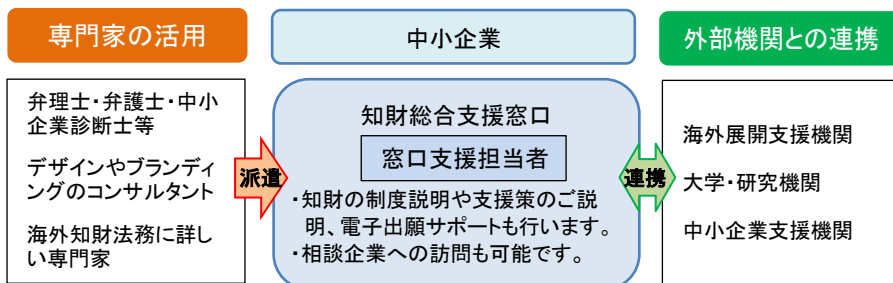 専門家の活用
中小企業
外部機関との連携
弁理士・弁護士・中小
企業診断士等
デザインやブランディ
ングのコンサルタント
海外知財法務に詳し
い専門家
派遣
知財総合支援窓口
窓口支援担当者
・知財の制度説明や支援策のご説
明、電子出願サポートも行います。
・相談企業への訪問も可能です。
連携
海外展開支援機関
大学・研究機関
中小企業支援機関